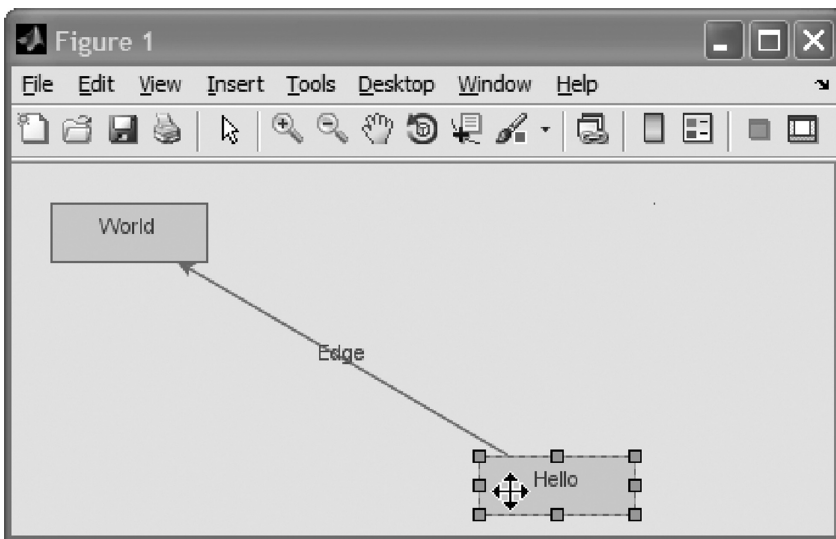 Figure 1
File Edit View Insert Tools Desktop Window Help
World
Edge
Hello